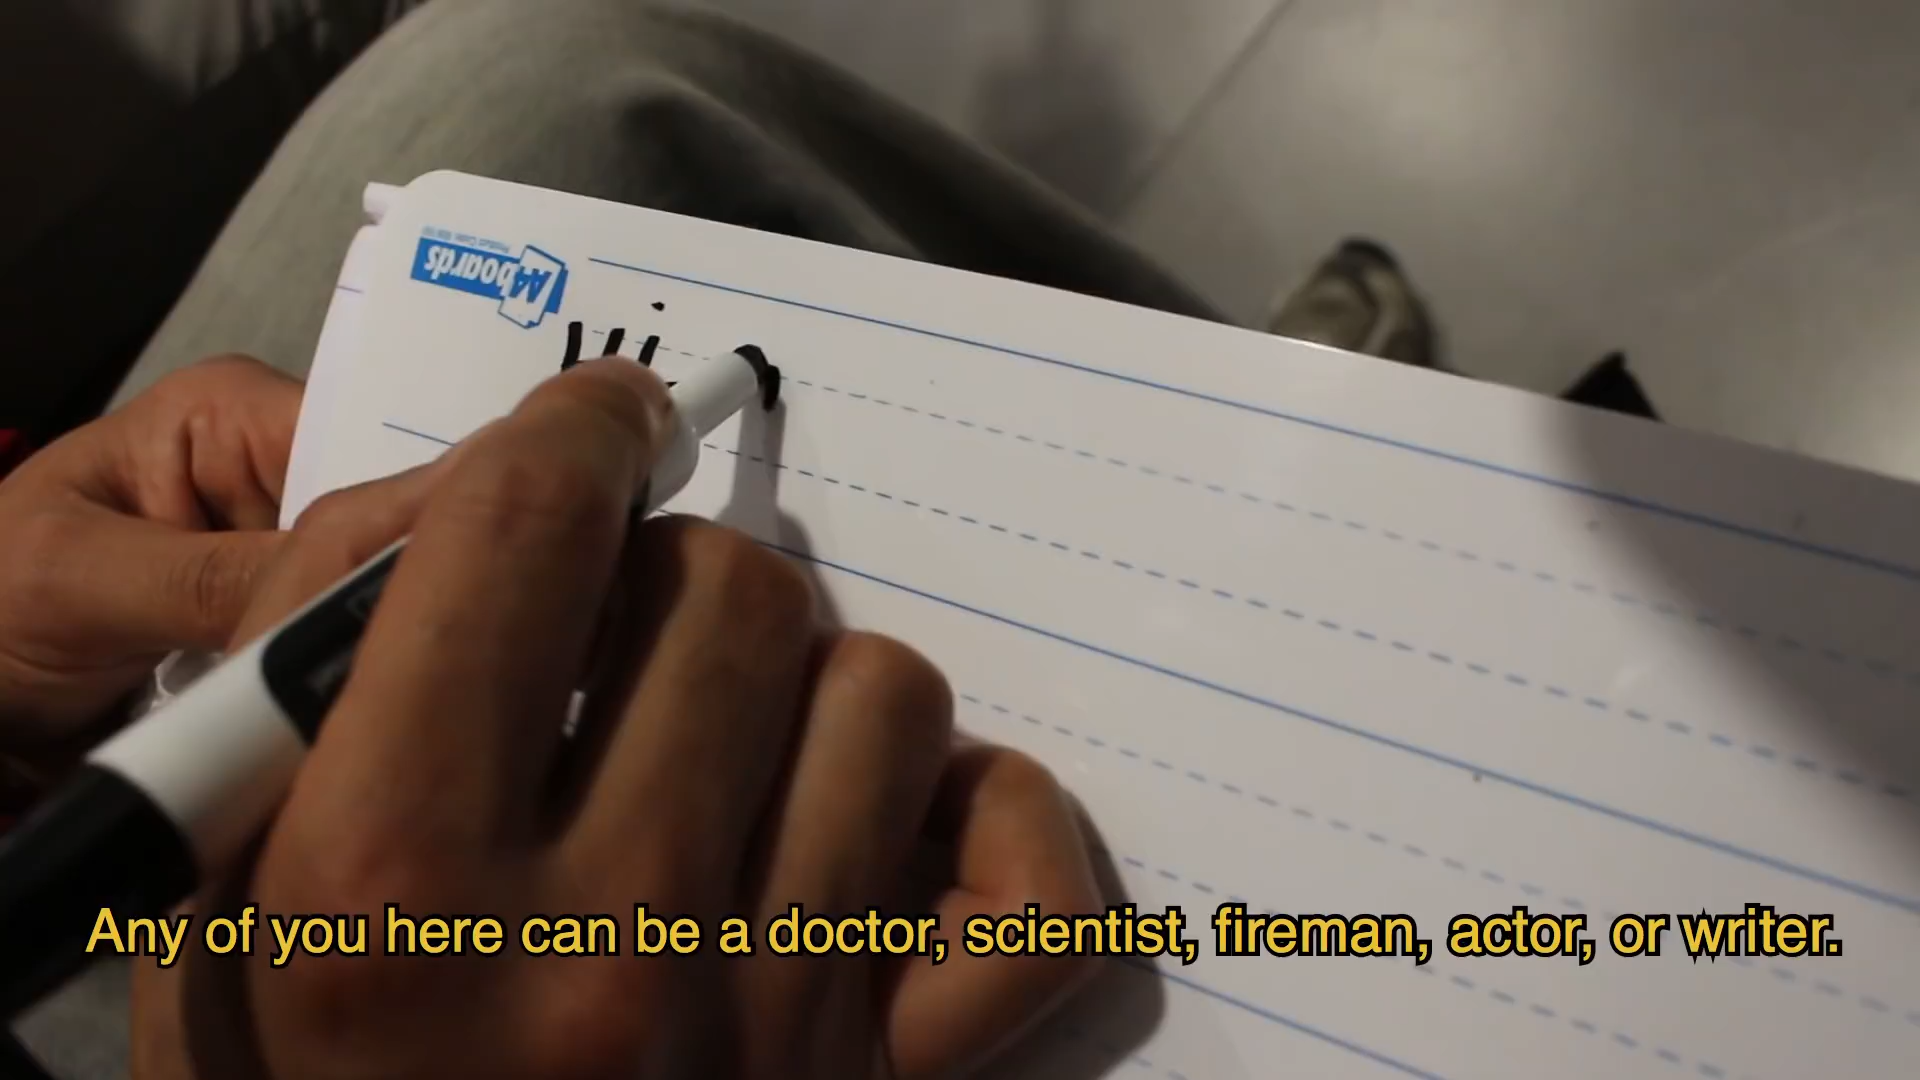 A4boards
Any of you here can be a doctor, scientist, fireman, actor, or writer.